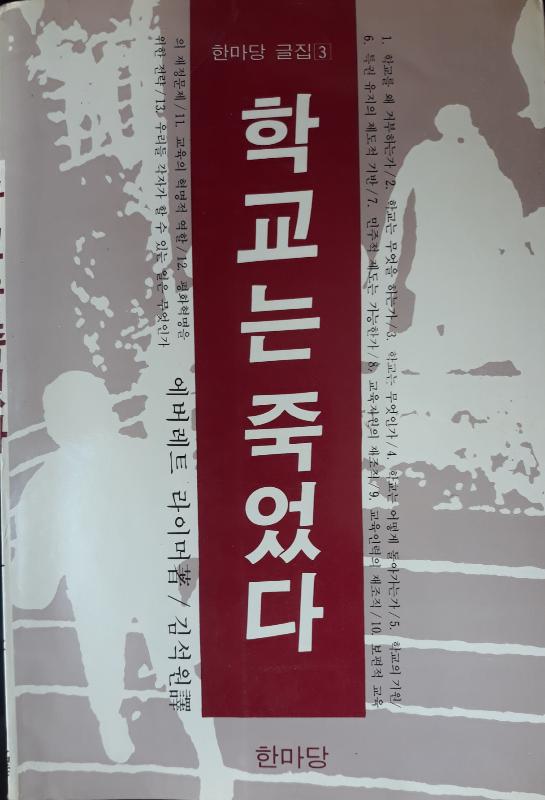 한마당 글집[3]
학교는 죽었다
1. 학교를 왜 거부하는가/2. 학교는 무엇을 하는가/3. 학교는 무엇인가/4. 학교는 어떻게 돌아가는가/5. 학교의 기원/
6. 특권 유지의 제도적 기반/7. 민주적 제도는 가능한가/8. 교육자원의 재조직/9. 교육인력의 재조직/10. 보편적 교육
의 재정문제/11. 교육의 혁명적 역할/12. 평화혁명을
위한 전략/13. 우리들 각자가 할 수 있는 일은 무엇인가
에버레트 라이머著/김석원譯
한마당